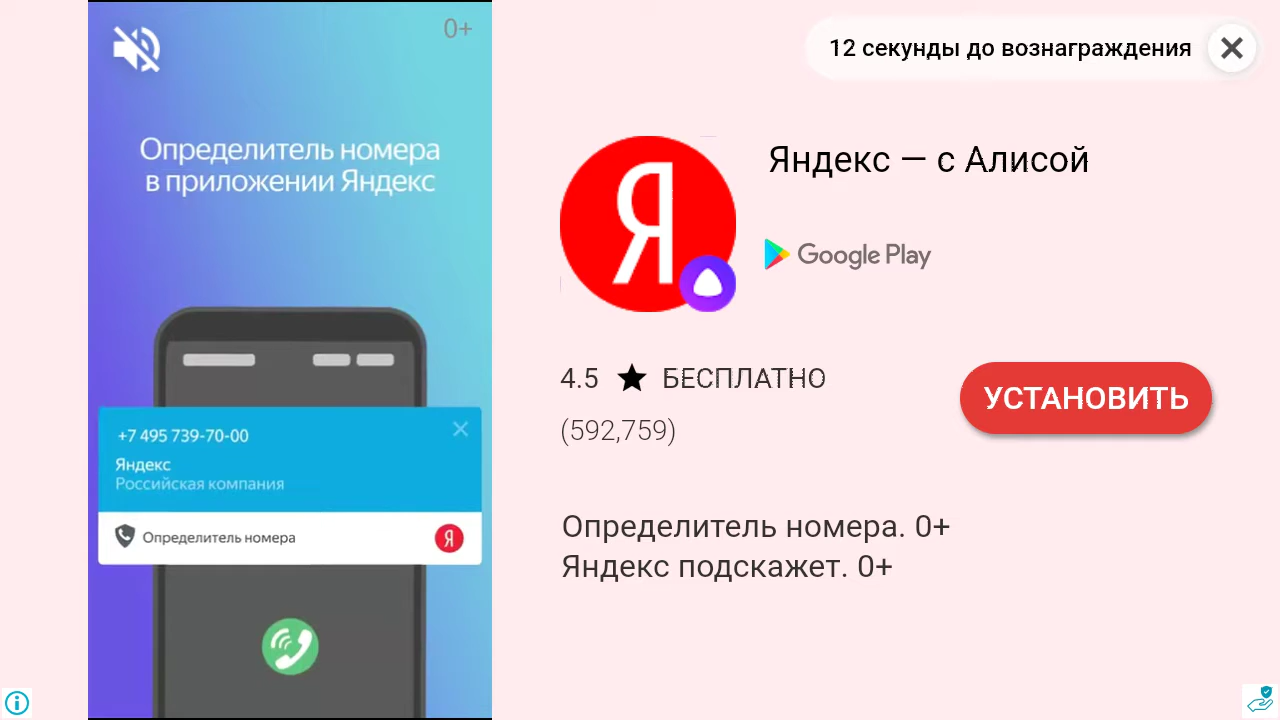 0+
Определитель номера
в приложении Яндекс
+7 495 739-70-00
Яндекс
Российская компания
Определитель номера
Я
12 секунды до вознаграждения
Я
Яндекс — с Алисой
Google Play
4.5 ★ БЕСПЛАТНО
(592,759)
УСТАНОВИТЬ
Определитель номера. 0+
Яндекс подскажет. 0+